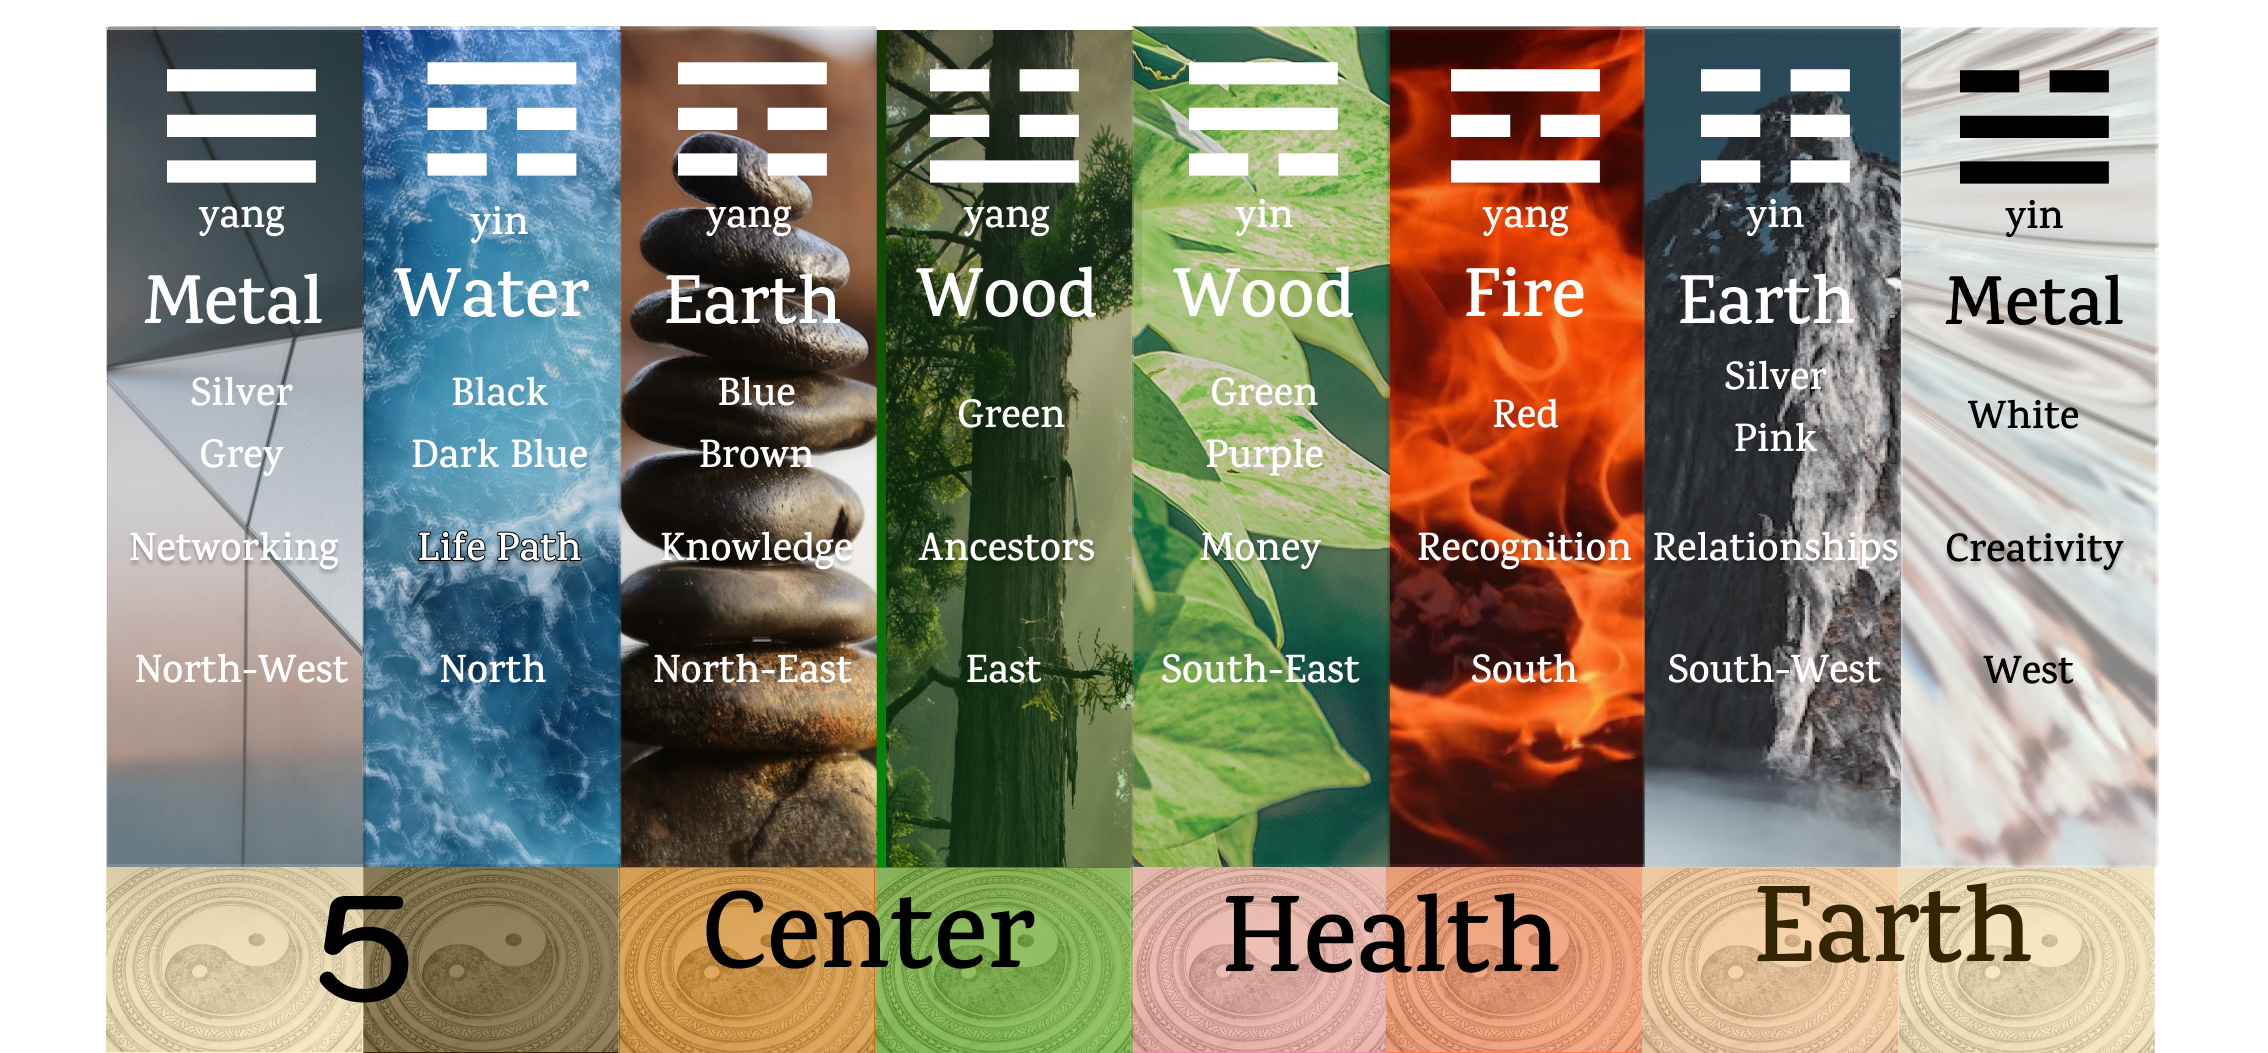 yang
Metal
Silver
Grey
Networking
North-West
yin
Water
Black
Dark Blue
Life Path
North
yang
Earth
Blue
Brown
Knowledge
North-East
yang
Wood
Green
Ancestors
East
yin
Wood
Green
Purple
Money
South-East
yang
Fire
Red
Recognition
South
yin
Earth
Silver
Pink
Relationships
South-West
yin
Metal
White
Creativity
West
5 Center Health Earth